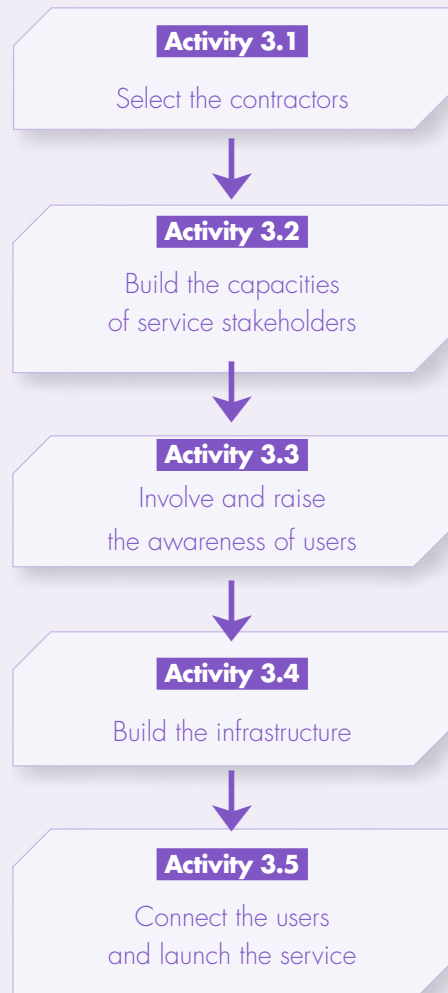 Activity 3.1
Select the contractors
Activity 3.2
Build the capacities
of service stakeholders
Activity 3.3
Involve and raise
the awareness of users
Activity 3.4
Build the infrastructure
Activity 3.5
Connect the users
and launch the service